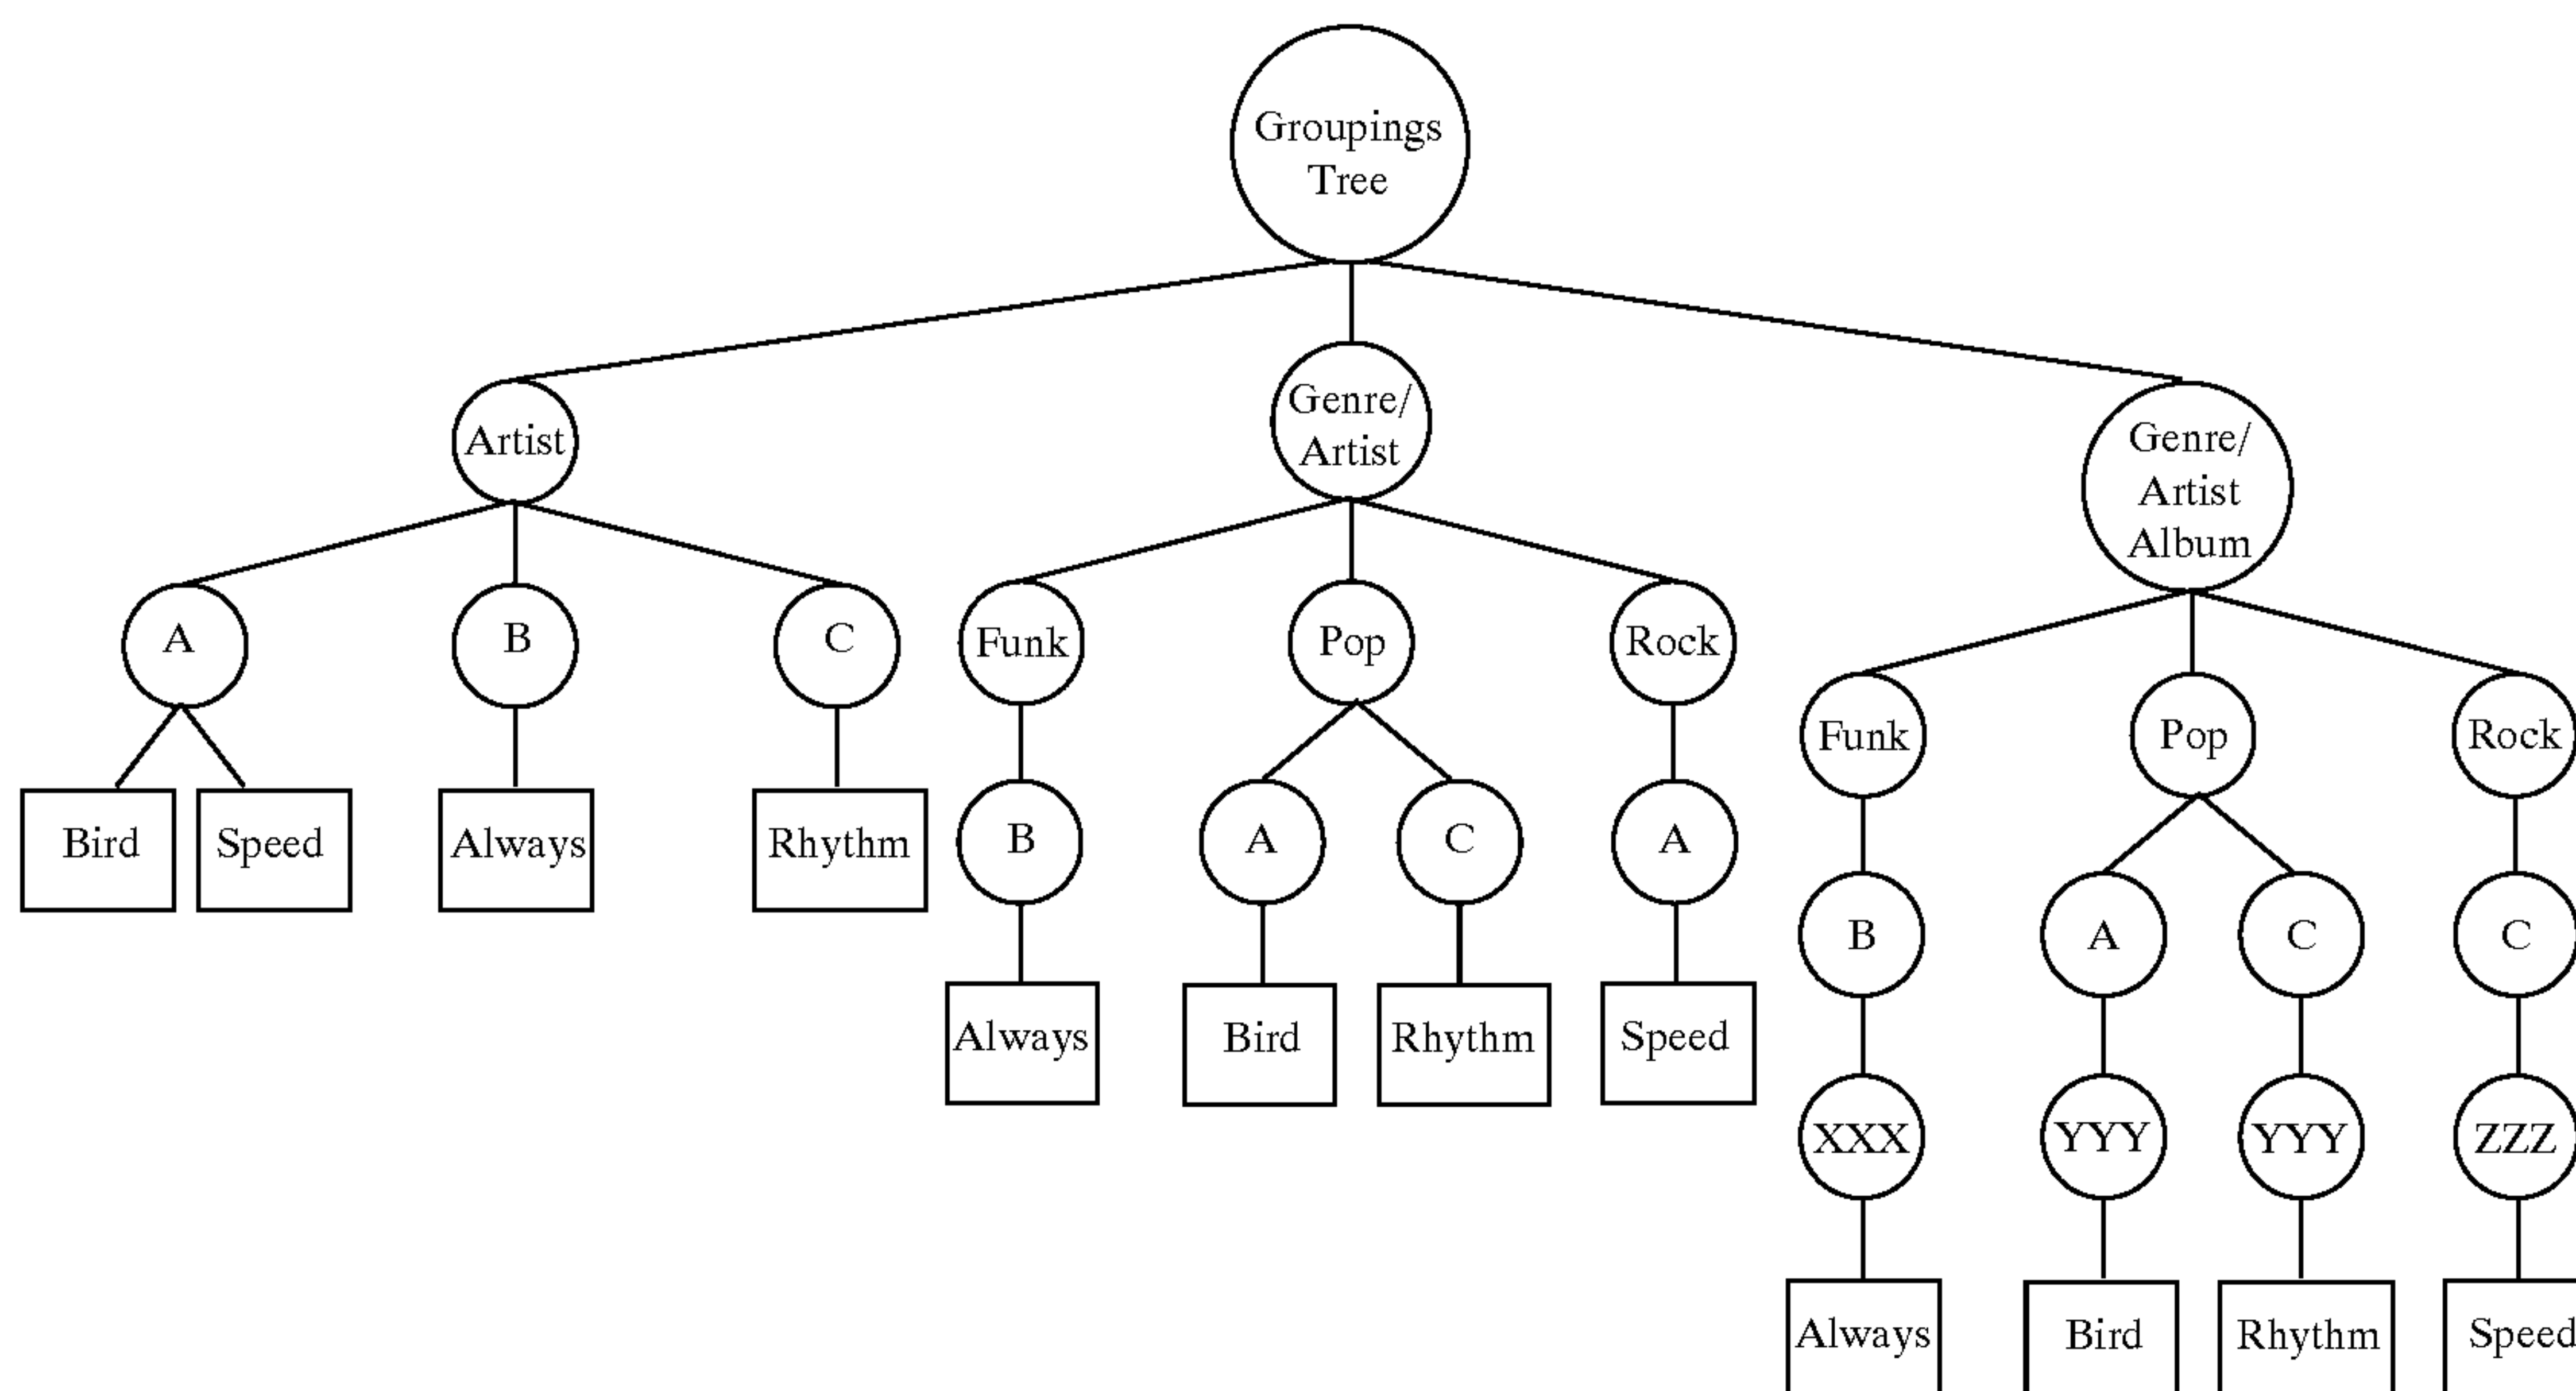 Groupings
Tree
Artist
Genre/
Artist
Genre/
Artist
Album
A
B
C
Funk
Pop
Rock
Funk
Pop
Rock
Bird
Speed
Always
Rhythm
B
A
C
A
B
A
C
C
Always
Bird
Rhythm
Speed
XXX
YYY
YYY
ZZZ
Always
Bird
Rhythm
Speed